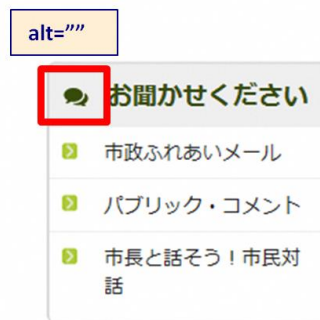 alt=””
お聞かせください
市政ふれあいメール
パブリック・コメント
市長と話そう！市民対
話